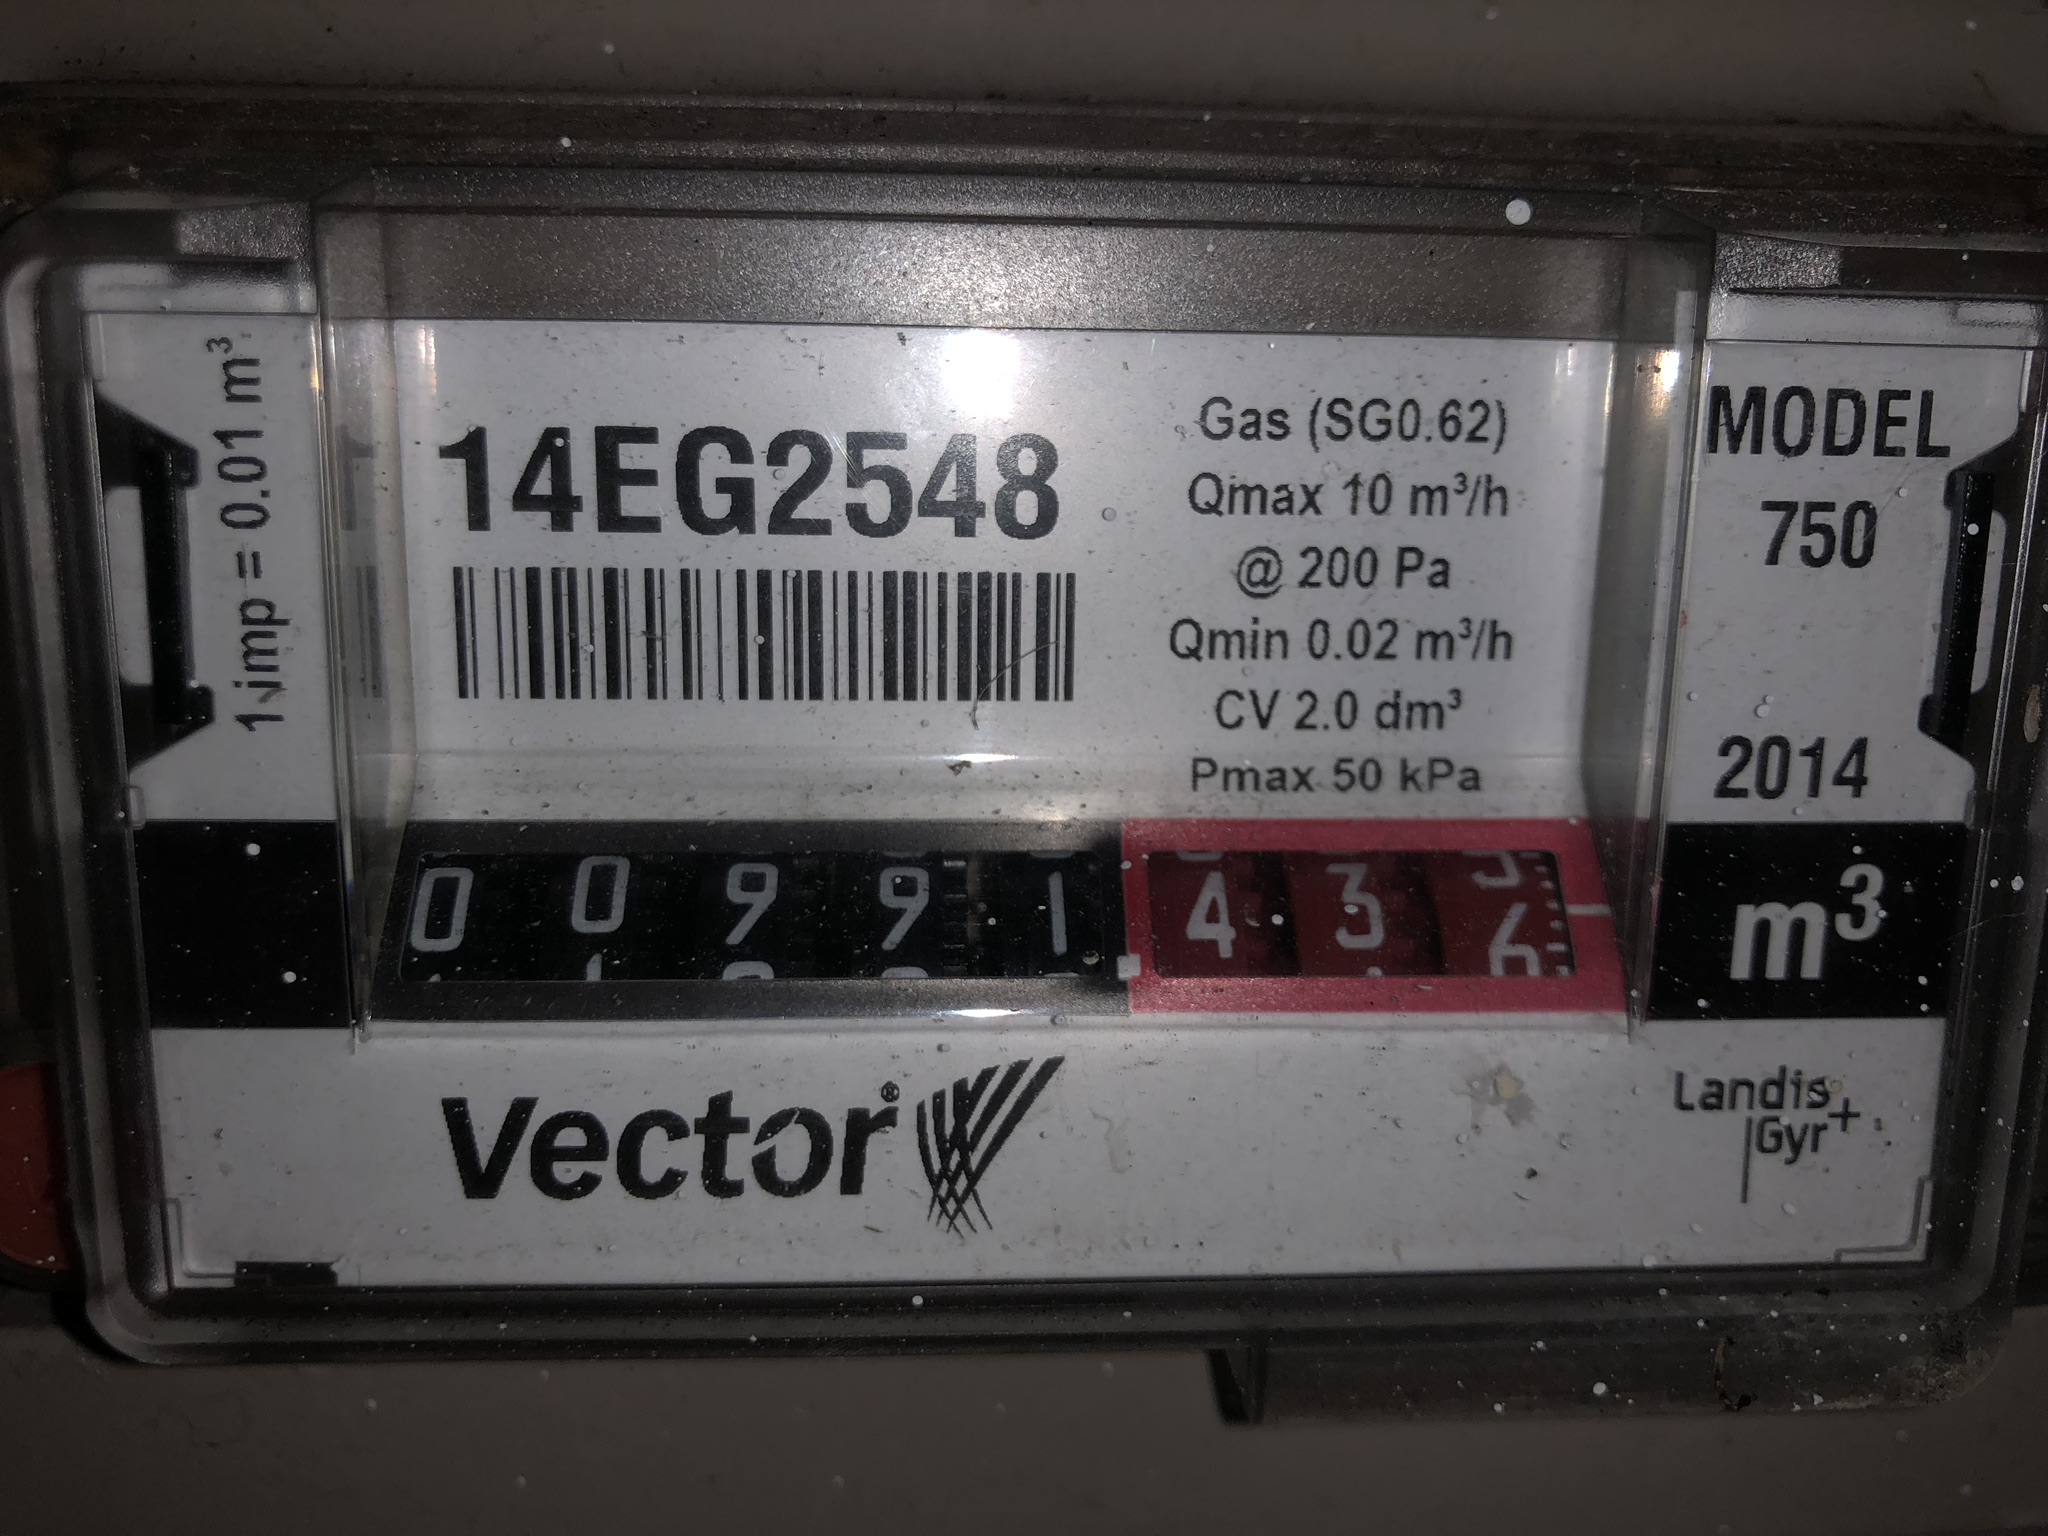 1 imp = 0.01 m³
14EG2548
Gas (SG0.62)
Qmax 10 m³/h
@ 200 Pa
Qmin 0.02 m³/h
CV 2.0 dm³
Pmax 50 kPa
MODEL
750
2014
0 0 9 9 1 4 3 6
m³
Vector®
Landis+
Gyr